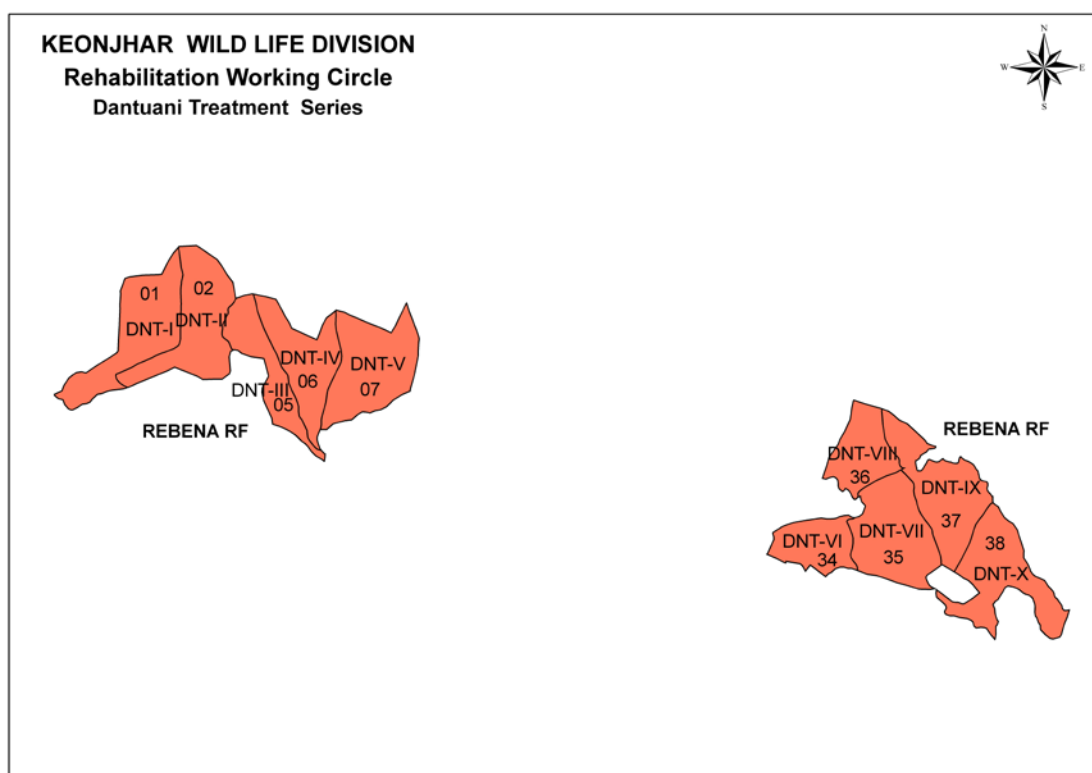 KEONJHAR WILD LIFE DIVISION
Rehabilitation Working Circle
Dantuani Treatment Series
N
W E
S
01
02
DNT-I
DNT-II
DNT-IV
06
DNT-V
07
DNT-III
05
REBENA RF
REBENA RF
DNT-VIII
36
DNT-IX
37
DNT-VII
35
DNT-VI
34
38
DNT-X